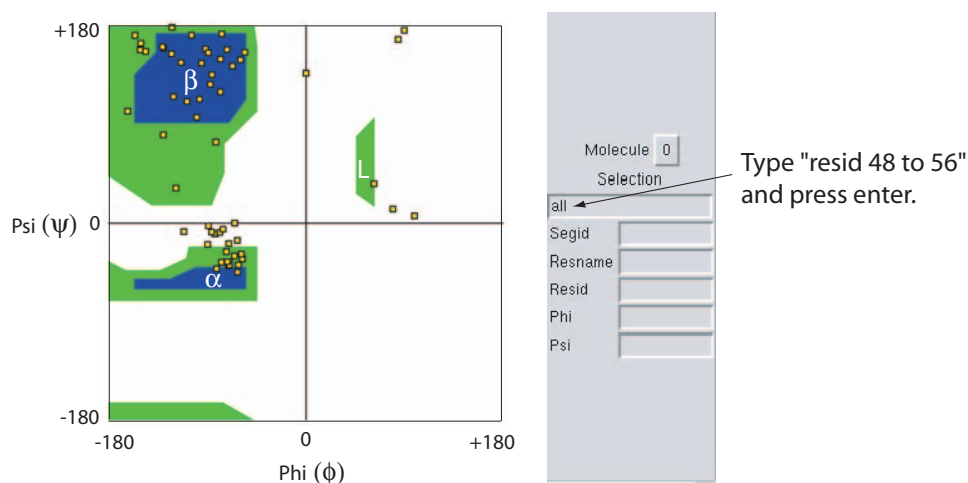 +180
β
L
Psi (ψ) 0
α
-180
-180 0 +180
Phi (ϕ)
Molecule 0
Selection
all
Segid
Resname
Resid
Phi
Psi
Type "resid 48 to 56"
and press enter.